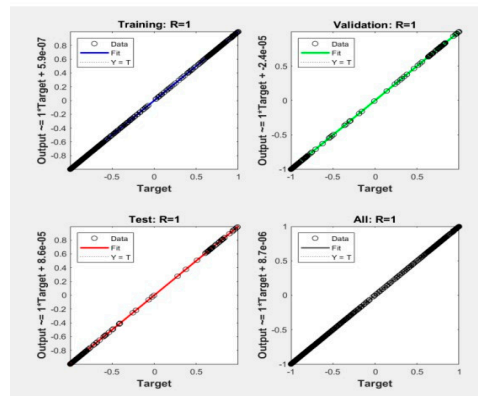 Training: R=1
Output ~= 1*Target + 5.9e-07
0.8
0.6
0.4
0.2
0
-0.2
-0.4
-0.6
-0.8
Data
Fit
Y = T
-0.5
0
0.5
1
Target
Validation: R=1
Output ~= 1*Target + -2.4e-05
1
0.5
0
-0.5
-1
Data
Fit
Y = T
-1
-0.5
0
0.5
1
Target
Test: R=1
Output ~= 1*Target + 8.6e-05
0.8
0.6
0.4
0.2
0
-0.2
-0.4
-0.6
-0.8
Data
Fit
Y = T
-0.5
0
0.5
Target
All: R=1
Output ~= 1*Target + 8.7e-06
1
0.5
0
-0.5
-1
Data
Fit
Y = T
-1
-0.5
0
0.5
1
Target